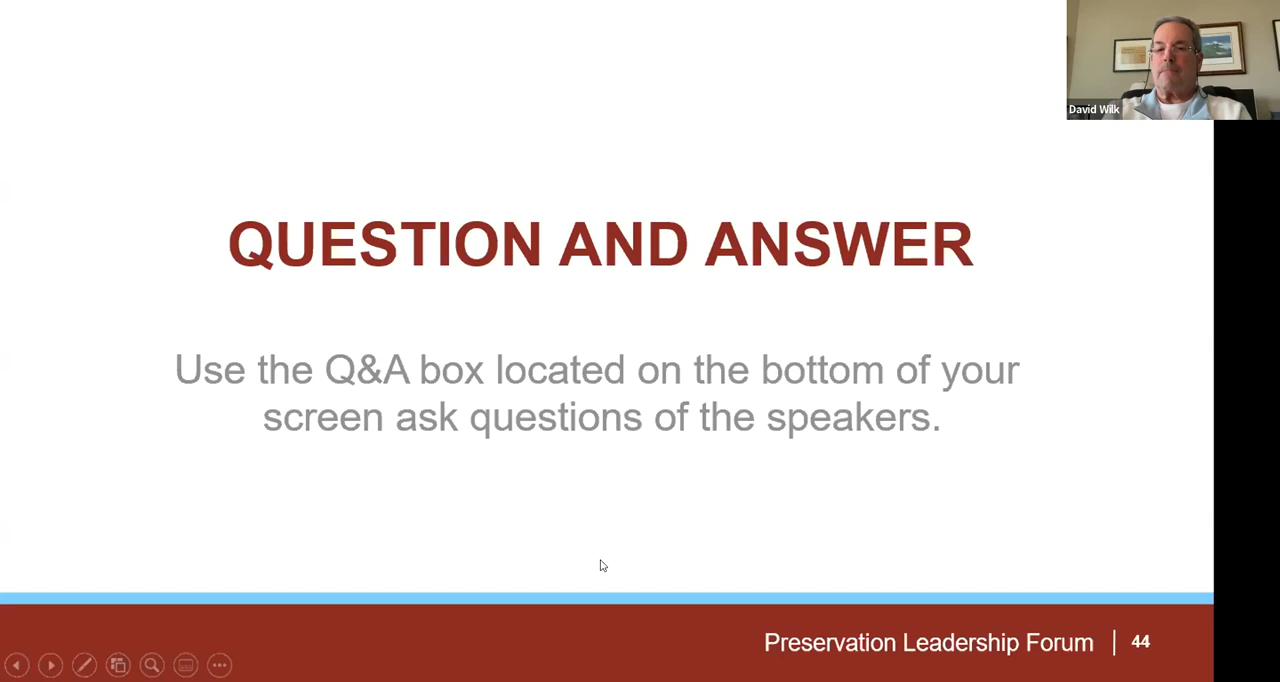 David Wilk
QUESTION AND ANSWER
Use the Q&A box located on the bottom of your
screen ask questions of the speakers.
Preservation Leadership Forum
44